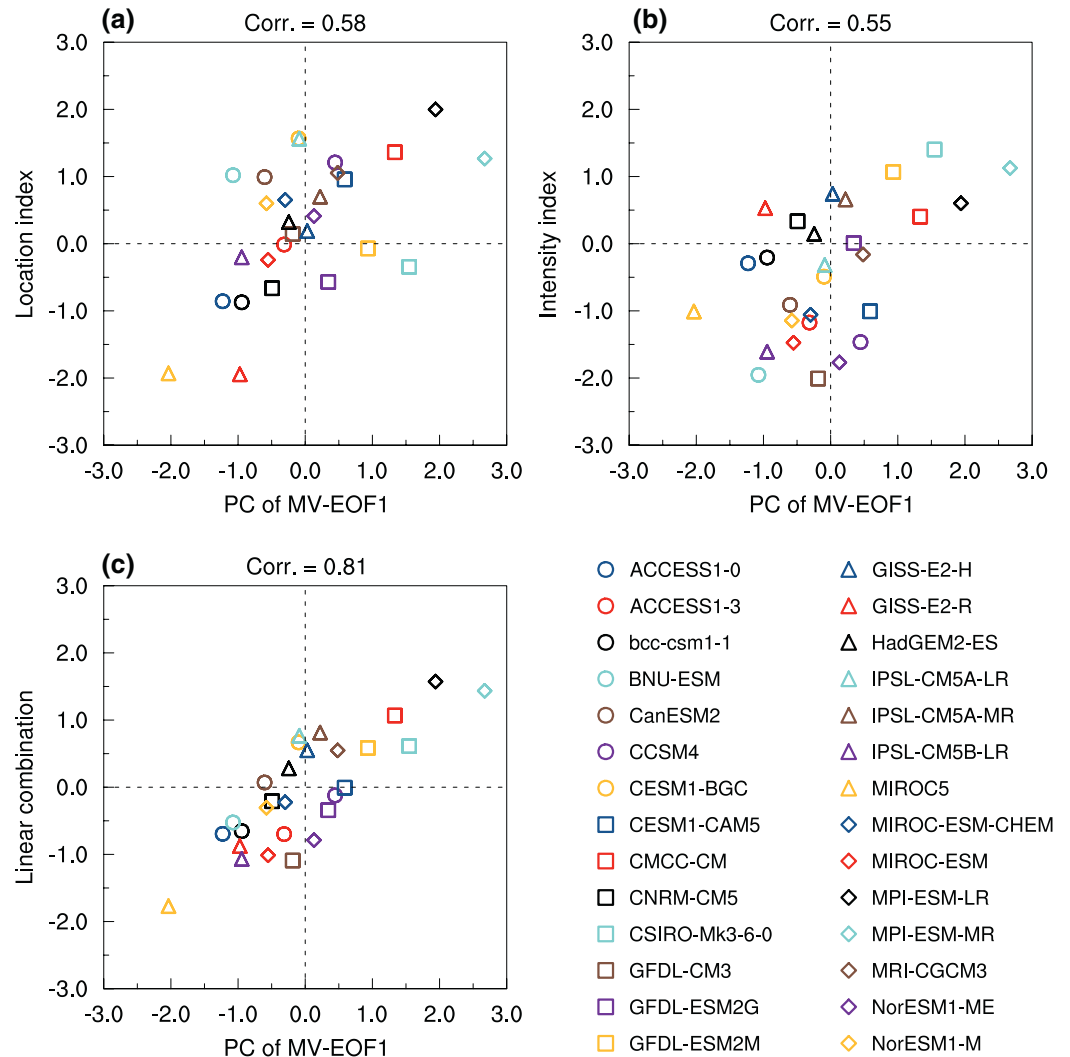 (a)
Corr. = 0.58
3.0
2.0
1.0
0.0
-1.0
-2.0
-3.0
Location index
-3.0 -2.0 -1.0 0.0 1.0 2.0 3.0
PC of MV-EOF1
(b)
Corr. = 0.55
3.0
2.0
1.0
0.0
-1.0
-2.0
-3.0
Intensity index
-3.0 -2.0 -1.0 0.0 1.0 2.0 3.0
PC of MV-EOF1
(c)
Corr. = 0.81
3.0
2.0
1.0
0.0
-1.0
-2.0
-3.0
Linear combination
-3.0 -2.0 -1.0 0.0 1.0 2.0 3.0
PC of MV-EOF1
ACCESS1-0
ACCESS1-3
bcc-csm1-1
BNU-ESM
CanESM2
CCSM4
CESM1-BGC
CESM1-CAM5
CMCC-CM
CNRM-CM5
CSIRO-Mk3-6-0
GFDL-CM3
GFDL-ESM2G
GFDL-ESM2M
GISS-E2-H
GISS-E2-R
HadGEM2-ES
IPSL-CM5A-LR
IPSL-CM5A-MR
IPSL-CM5B-LR
MIROC5
MIROC-ESM-CHEM
MIROC-ESM
MPI-ESM-LR
MPI-ESM-MR
MRI-CGCM3
NorESM1-ME
NorESM1-M